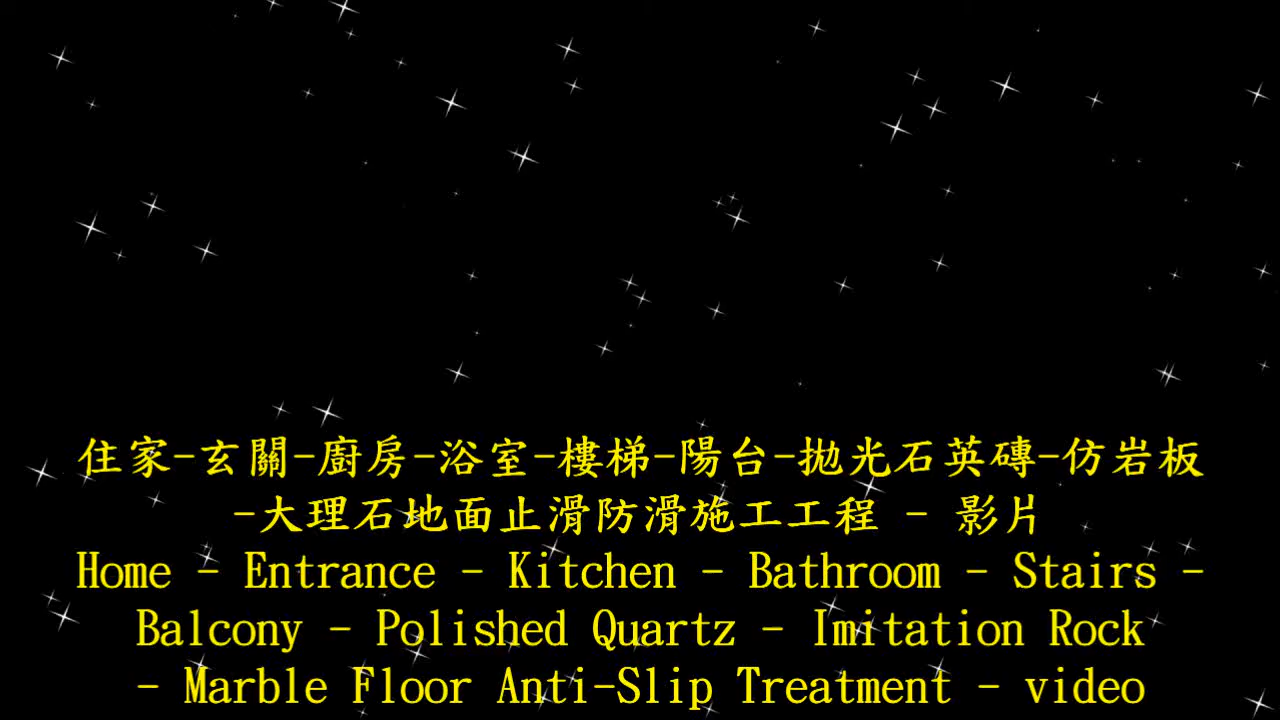 住家-玄關-廚房-浴室-樓梯-陽台-拋光石英磚-仿岩板
-大理石地面止滑防滑施工工程 - 影片
Home - Entrance - Kitchen - Bathroom - Stairs -
Balcony - Polished Quartz - Imitation Rock
- Marble Floor Anti-Slip Treatment - video